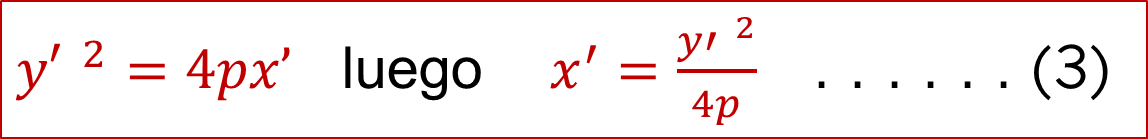 y′ ² = 4px’ luego x′ = y′ ²/4p . . . . . . (3)